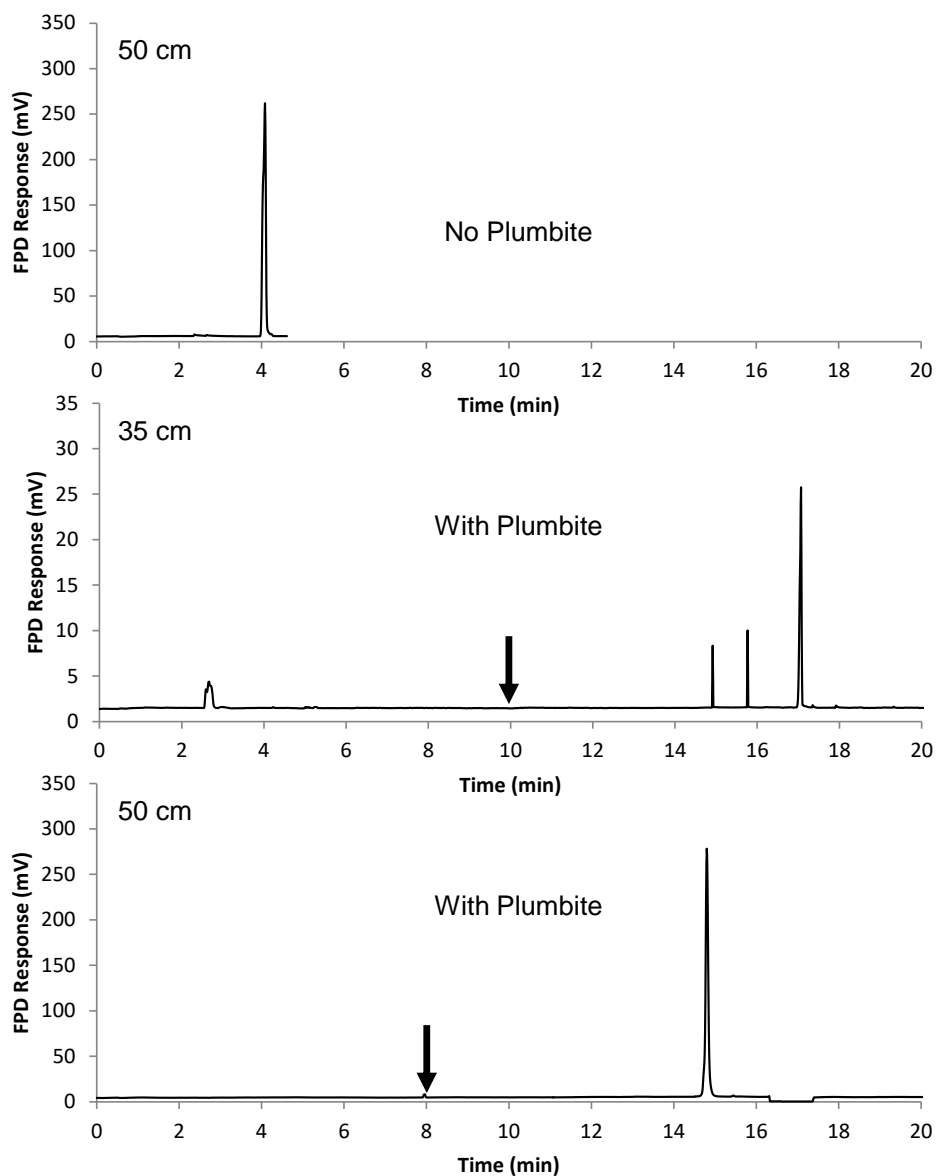 350
300
250
200
150
100
50
0
FPD Response (mV)
50 cm
No Plumbite
0 2 4 6 8 10 12 14 16 18 20
Time (min)
35
30
25
20
15
10
5
0
FPD Response (mV)
35 cm
With Plumbite
0 2 4 6 8 10 12 14 16 18 20
Time (min)
350
300
250
200
150
100
50
0
FPD Response (mV)
50 cm
With Plumbite
0 2 4 6 8 10 12 14 16 18 20
Time (min)